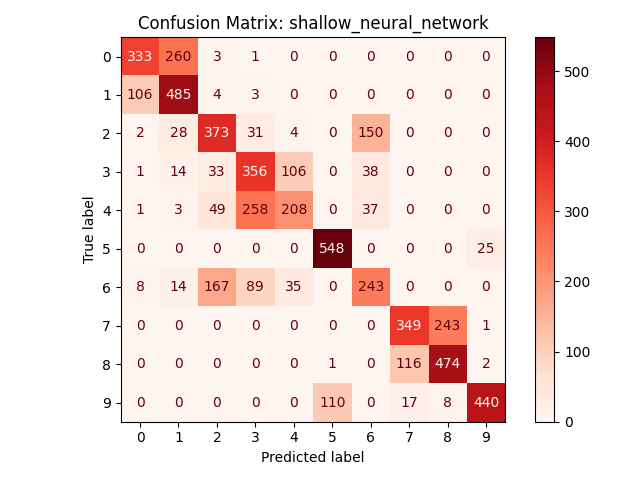 Confusion Matrix: shallow_neural_network
0 333 260 3 1 0 0 0 0 0 0
1 106 485 4 3 0 0 0 0 0 0
2 2 28 373 31 4 0 150 0 0 0
3 1 14 33 356 106 0 38 0 0 0
4 1 3 49 258 208 0 37 0 0 0
5 0 0 0 0 0 548 0 0 0 25
6 8 14 167 89 35 0 243 0 0 0
7 0 0 0 0 0 0 0 349 243 1
8 0 0 0 0 0 1 0 116 474 2
9 0 0 0 0 0 110 0 17 8 440
0 1 2 3 4 5 6 7 8 9
Predicted label
True label
500
400
300
200
100
0